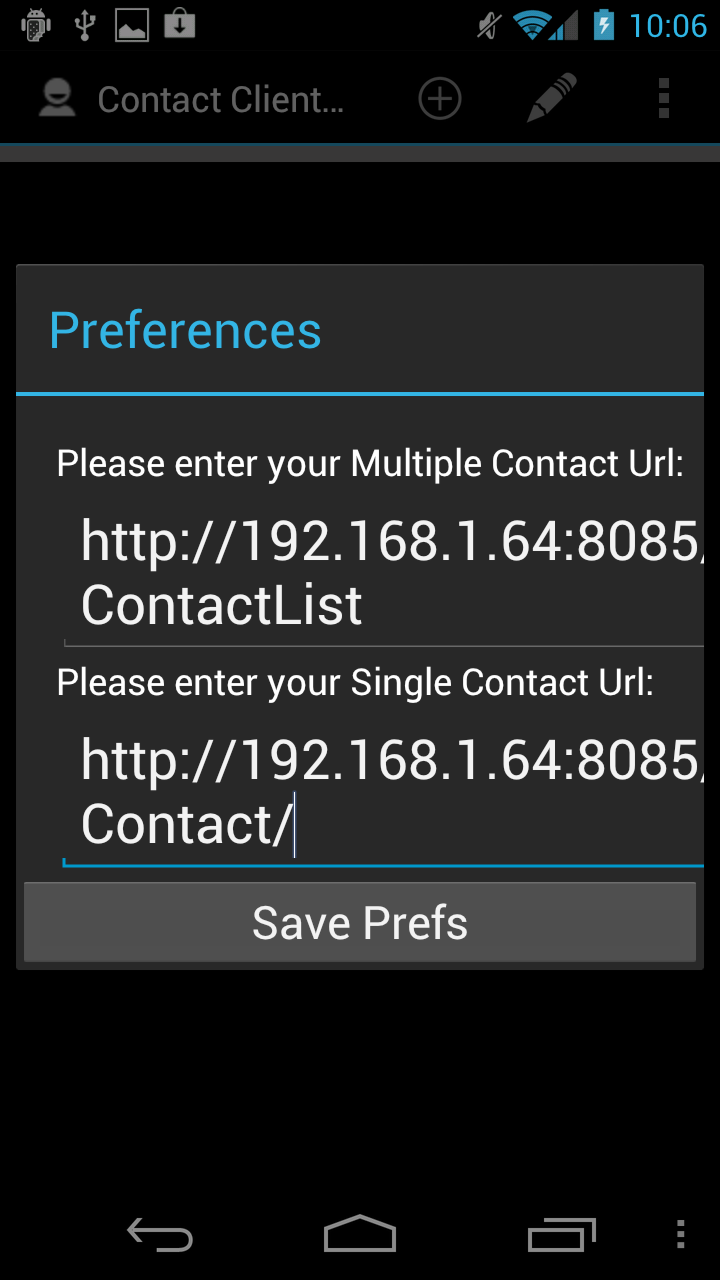 10:06
Contact Client...
Preferences
Please enter your Multiple Contact Url:
http://192.168.1.64:8085/
ContactList
Please enter your Single Contact Url:
http://192.168.1.64:8085/
Contact/
Save Prefs